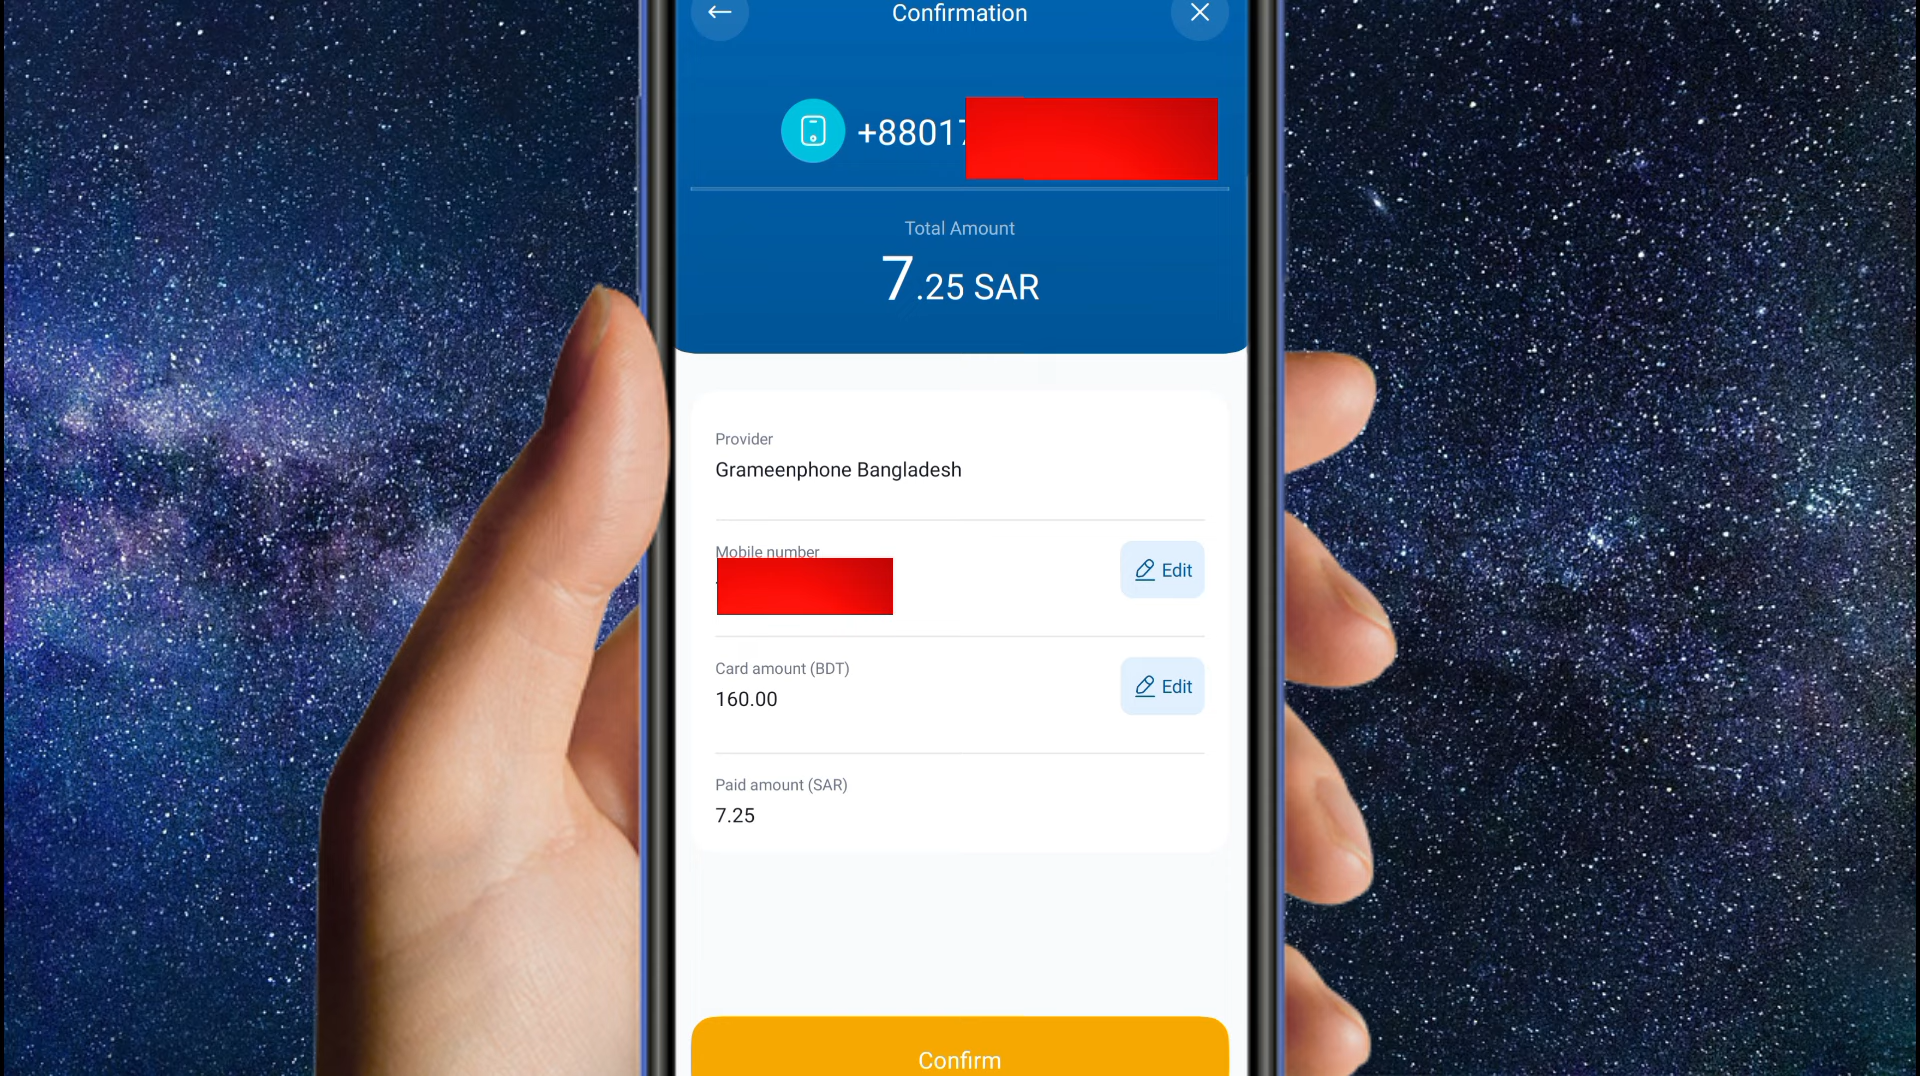 Confirmation
+88017
Total Amount
7.25 SAR
Provider
Grameenphone Bangladesh
Mobile number
Edit
Card amount (BDT)
160.00
Edit
Paid amount (SAR)
7.25
Confirm